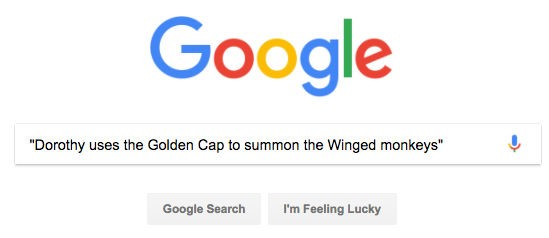 Google
"Dorothy uses the Golden Cap to summon the Winged monkeys"
Google Search
I'm Feeling Lucky